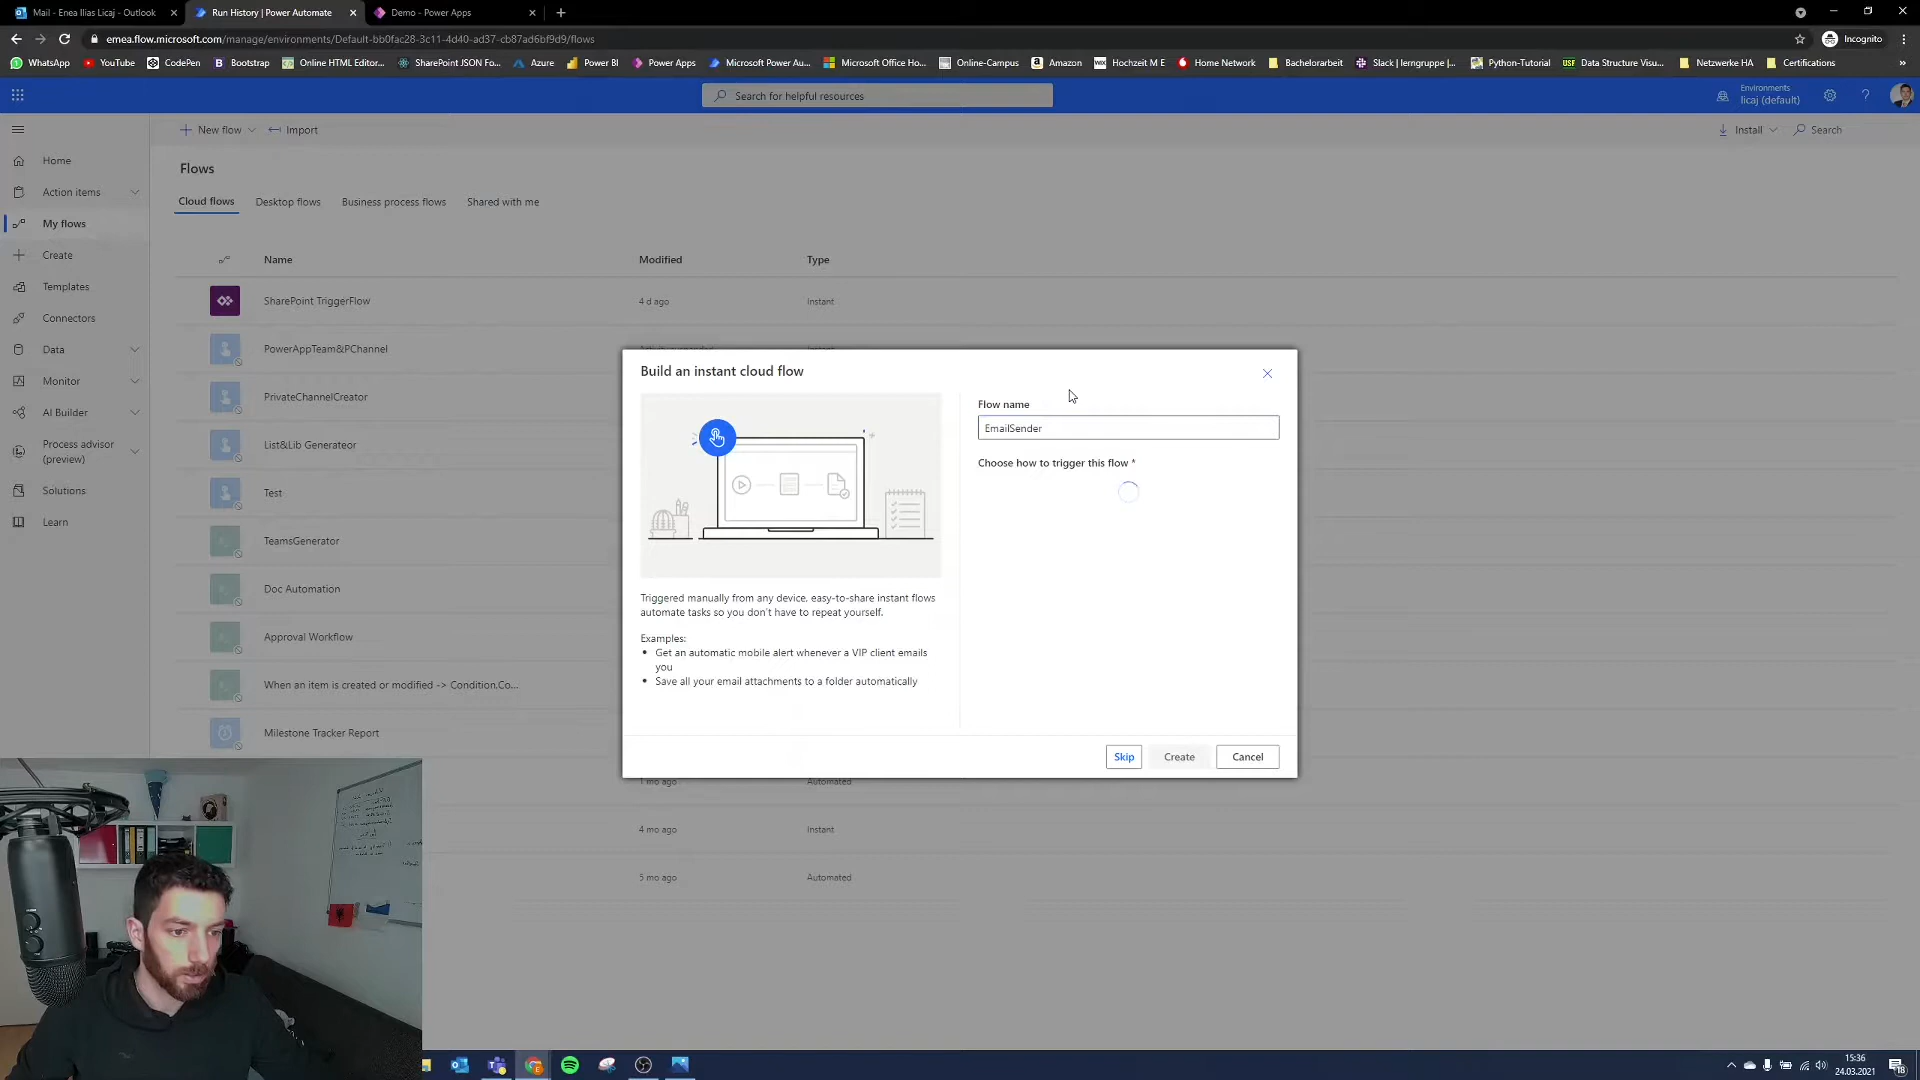 Mail - Enea Ilias Licaj - Outlook
Run History | Power Automate
Demo - Power Apps
emea.flow.microsoft.com/manage/environments/Default-bb0fac28-3c11-4d40-ad37-cb87ad6bf9d9/flows
Incognito
WhatsApp
YouTube
CodePen
Bootstrap
Online HTML Editor...
SharePoint JSON Fo...
Azure
Power BI
Power Apps
Microsoft Power Au...
Microsoft Office Ho...
Online-Campus
Amazon
Hochzeit M E
Home Network
Bachelorarbeit
Slack | lerngruppe |...
Python-Tutorial
Data Structure Visu...
Netzwerke HA
Certifications
Search for helpful resources
Environments
licaj (default)
New flow
Import
Install
Search
Home
Action items
My flows
Create
Templates
Connectors
Data
Monitor
AI Builder
Process advisor
(preview)
Solutions
Learn
Flows
Cloud flows
Desktop flows
Business process flows
Shared with me
Name
Modified
Type
SharePoint TriggerFlow
4 d ago
Instant
PowerAppTeam&PChannel
PrivateChannelCreator
List&Lib Generateor
Test
TeamsGenerator
Doc Automation
Approval Workflow
When an item is created or modified -> Condition,Co...
Milestone Tracker Report
1 mo ago
Automated
4 mo ago
Instant
5 mo ago
Automated
Build an instant cloud flow
Triggered manually from any device, easy-to-share instant flows
automate tasks so you don't have to repeat yourself.
Examples:
• Get an automatic mobile alert whenever a VIP client emails
you
• Save all your email attachments to a folder automatically
Flow name
EmailSender
Choose how to trigger this flow *
Skip
Create
Cancel
15:36
24.03.2021